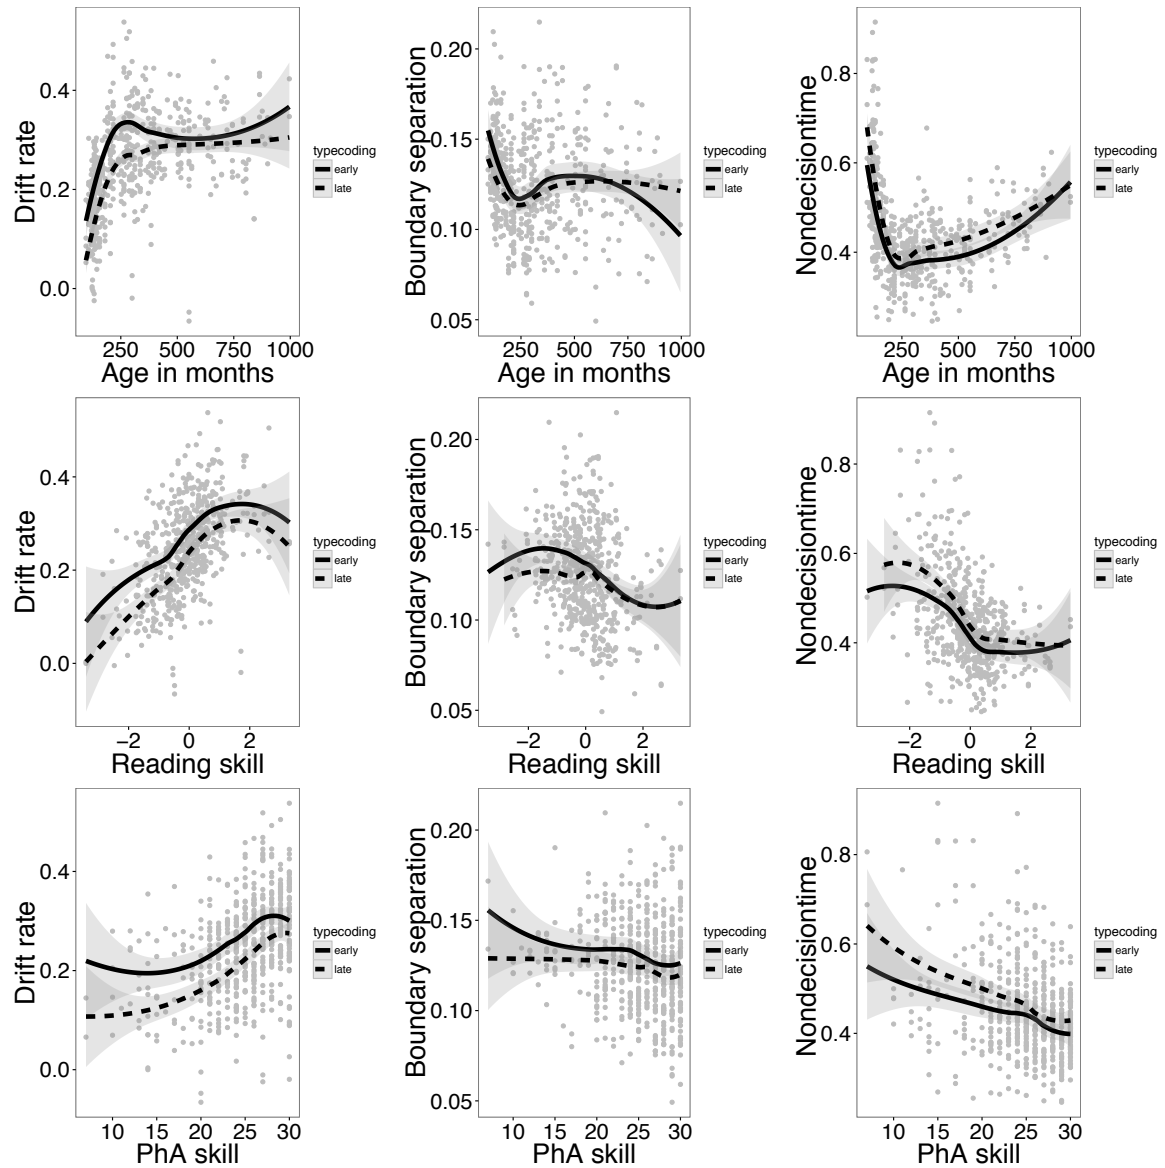 Drift rate
0.4
0.2
0.0
250 500 750 1000
Age in months
typecoding
early
late
Boundary separation
0.20
0.15
0.10
0.05
250 500 750 1000
Age in months
typecoding
early
late
Nondecisiontime
0.8
0.6
0.4
250 500 750 1000
Age in months
typecoding
early
late
Drift rate
0.4
0.2
0.0
−2 0 2
Reading skill
typecoding
early
late
Boundary separation
0.20
0.15
0.10
0.05
−2 0 2
Reading skill
typecoding
early
late
Nondecisiontime
0.8
0.6
0.4
−2 0 2
Reading skill
typecoding
early
late
Drift rate
0.4
0.2
0.0
10 15 20 25 30
PhA skill
typecoding
early
late
Boundary separation
0.20
0.15
0.10
0.05
10 15 20 25 30
PhA skill
typecoding
early
late
Nondecisiontime
0.8
0.6
0.4
10 15 20 25 30
PhA skill
typecoding
early
late